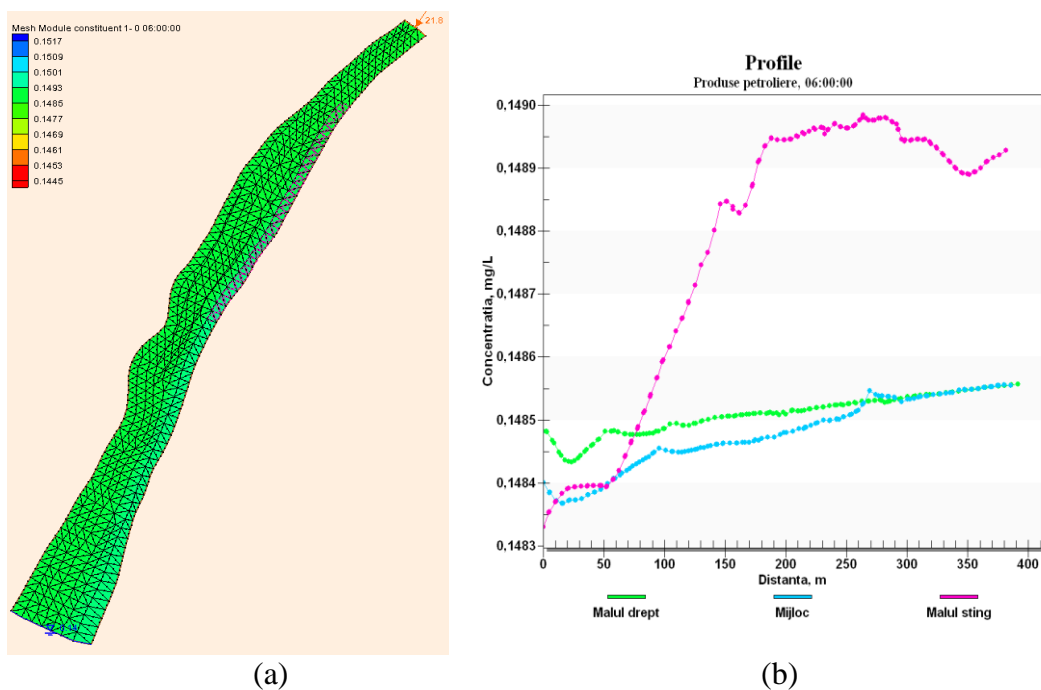 Mesh Module constituent 1- 0 06:00:00
0.1517
0.1509
0.1501
0.1493
0.1485
0.1477
0.1469
0.1461
0.1453
0.1445
21.8
(a)
Profile
Produse petroliere, 06:00:00
Concentratia, mg/L
0,1490
0,1489
0,1488
0,1487
0,1486
0,1485
0,1484
0,1483
0 50 100 150 200 250 300 350 400
Distanta, m
Malul drept Mijloc Malul sting
(b)